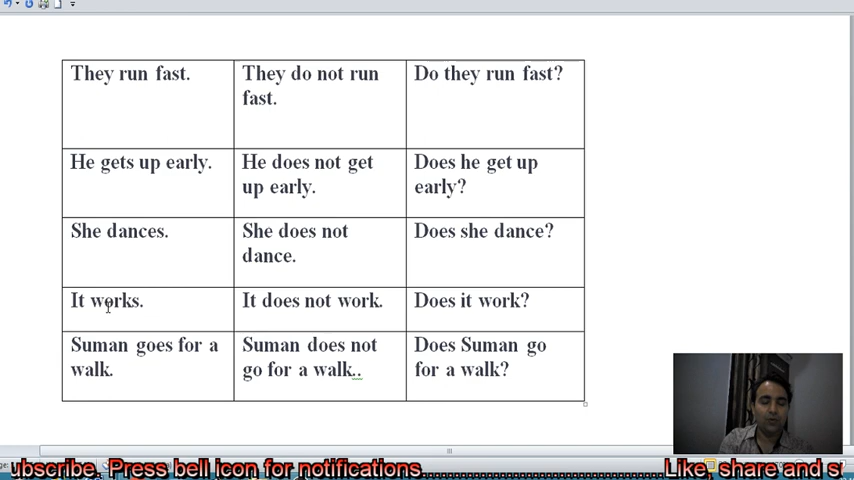 They run fast.
They do not run
fast.
Do they run fast?
He gets up early.
He does not get
up early.
Does he get up
early?
She dances.
She does not
dance.
Does she dance?
It works.
It does not work.
Does it work?
Suman goes for a
walk.
Suman does not
go for a walk..
Does Suman go
for a walk?
ubscribe. Press bell icon for notifications........................................Like, share and s